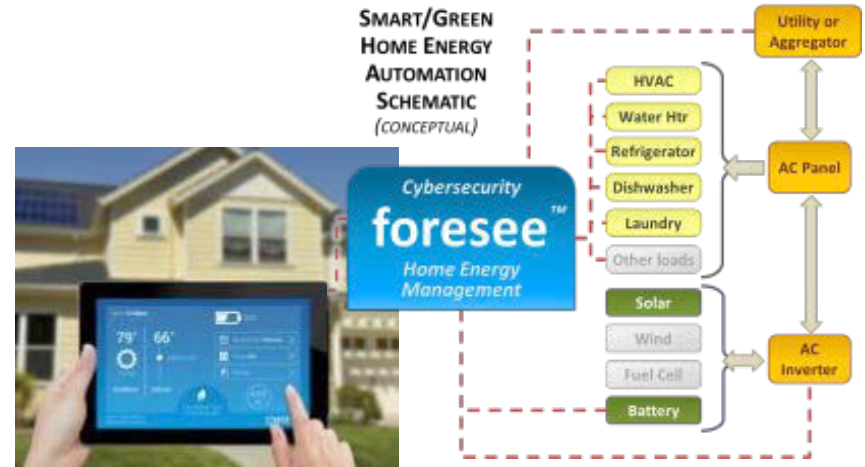 SMART/GREEN
HOME ENERGY
AUTOMATION
SCHEMATIC
(CONCEPTUAL)
Utility or
Aggregator
HVAC
Water Htr
Refrigerator
Dishwasher
Laundry
Other loads
AC Panel
Cybersecurity
foresee™
Home Energy
Management
Solar
Wind
Fuel Cell
Battery
AC
Inverter
79°
66°